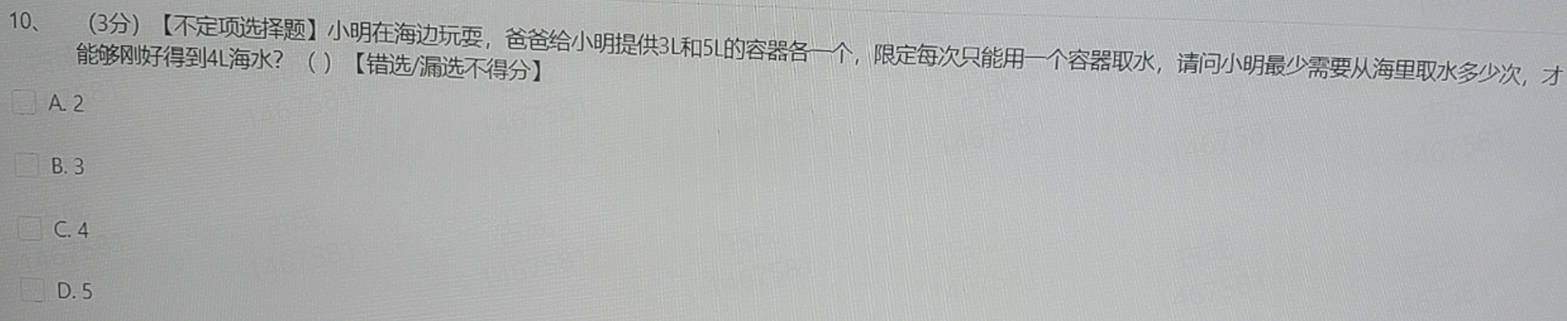 10、 （3分）【不定项选择题】小明在海边玩耍，爸爸给小明提供3L和5L的容器各一个，限定每次只能用一个容器取水，请问小明最少需要从海里取水多少次，才
能够刚好得到4L海水？（ ）【错选/漏选不得分】
A. 2
B. 3
C. 4
D. 5